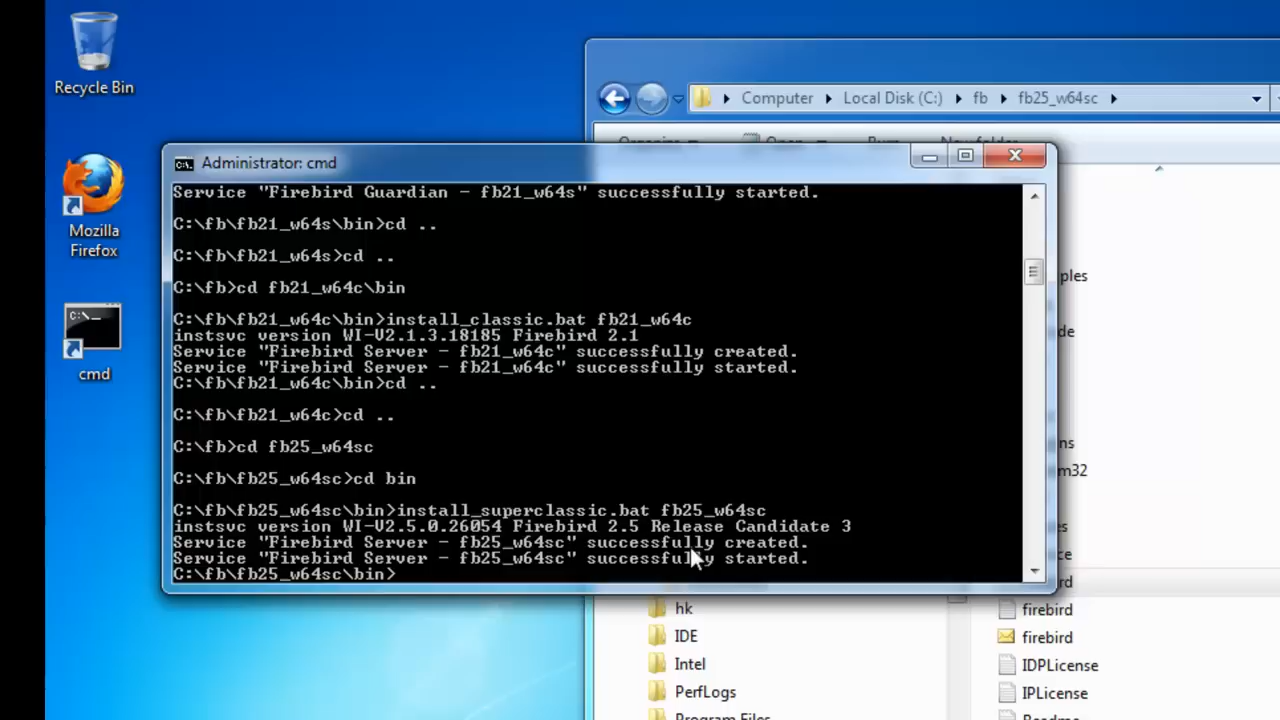 Recycle Bin
Mozilla
Firefox
cmd
Computer
Local Disk (C:)
fb
fb25_w64sc
Administrator: cmd
Service "Firebird Guardian - fb21_w64s" successfully started.
C:\fb\fb21_w64s\bin>cd ..
C:\fb\fb21_w64s>cd ..
C:\fb>cd fb21_w64c\bin
C:\fb\fb21_w64c\bin>install_classic.bat fb21_w64c
instsvc version WI-V2.1.3.18185 Firebird 2.1
Service "Firebird Server - fb21_w64c" successfully created.
Service "Firebird Server - fb21_w64c" successfully started.
C:\fb\fb21_w64c\bin>cd ..
C:\fb\fb21_w64c>cd ..
C:\fb>cd fb25_w64sc
C:\fb\fb25_w64sc>cd bin
C:\fb\fb25_w64sc\bin>install_superclassic.bat fb25_w64sc
instsvc version WI-V2.5.0.26054 Firebird 2.5 Release Candidate 3
Service "Firebird Server - fb25_w64sc" successfully created.
Service "Firebird Server - fb25_w64sc" successfully started.
C:\fb\fb25_w64sc\bin>
hk
IDE
Intel
PerfLogs
Program Files
firebird
firebird
IDPLicense
IPLicense
Readme